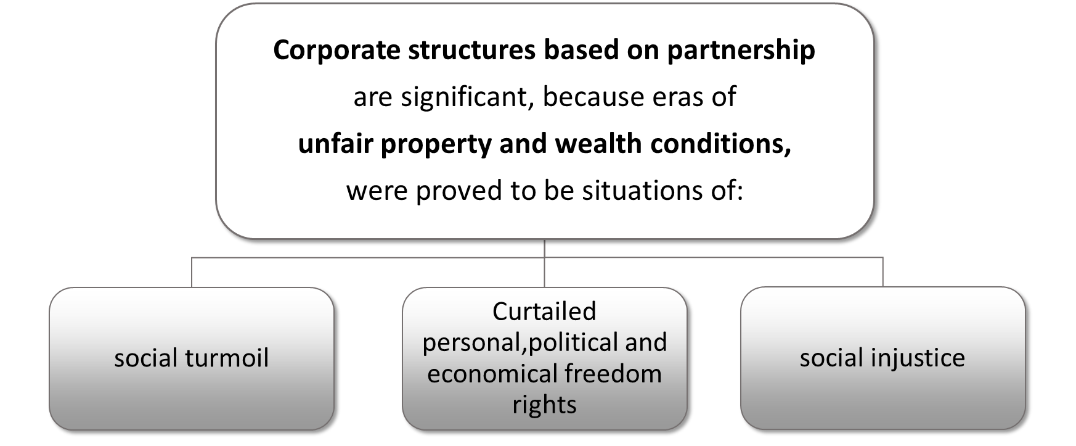 Corporate structures based on partnership
are significant, because eras of
unfair property and wealth conditions,
were proved to be situations of:
social turmoil
Curtailed
personal,political and
economical freedom
rights
social injustice